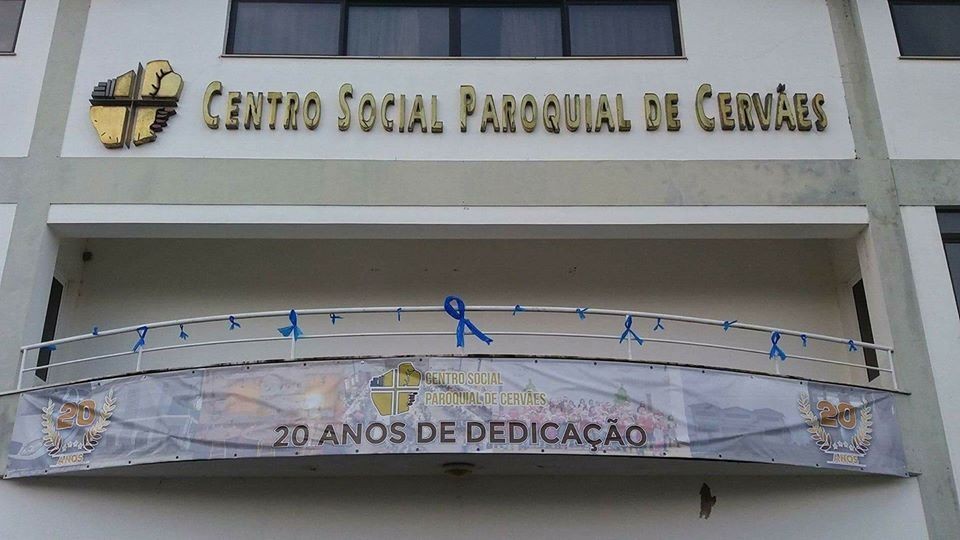 CENTRO SOCIAL PAROQUIAL DE CERVÃES
CENTRO SOCIAL
PAROQUIAL DE CERVÃES
20 ANOS DE DEDICAÇÃO
20
ANOS
20
ANOS